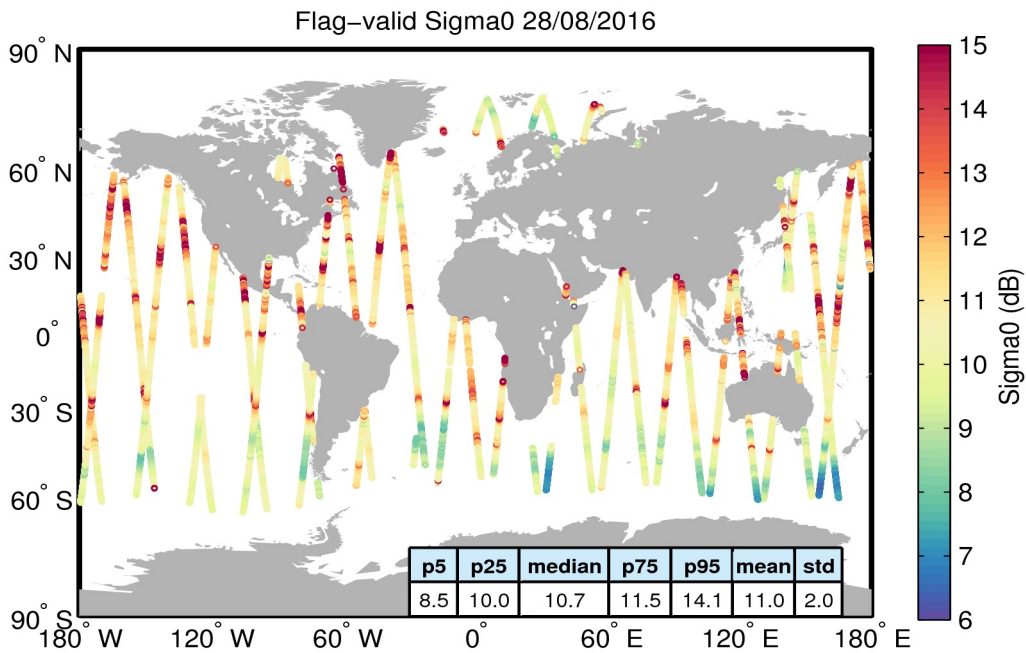 Flag−valid Sigma0 28/08/2016
90° N
60° N
30° N
0°
30° S
60° S
90° S
180° W
120° W
60° W
0°
60° E
120° E
180° E
p5 p25 median p75 p95 mean std
8.5 10.0 10.7 11.5 14.1 11.0 2.0
15
14
13
12
11
10
9
8
7
6
Sigma0 (dB)